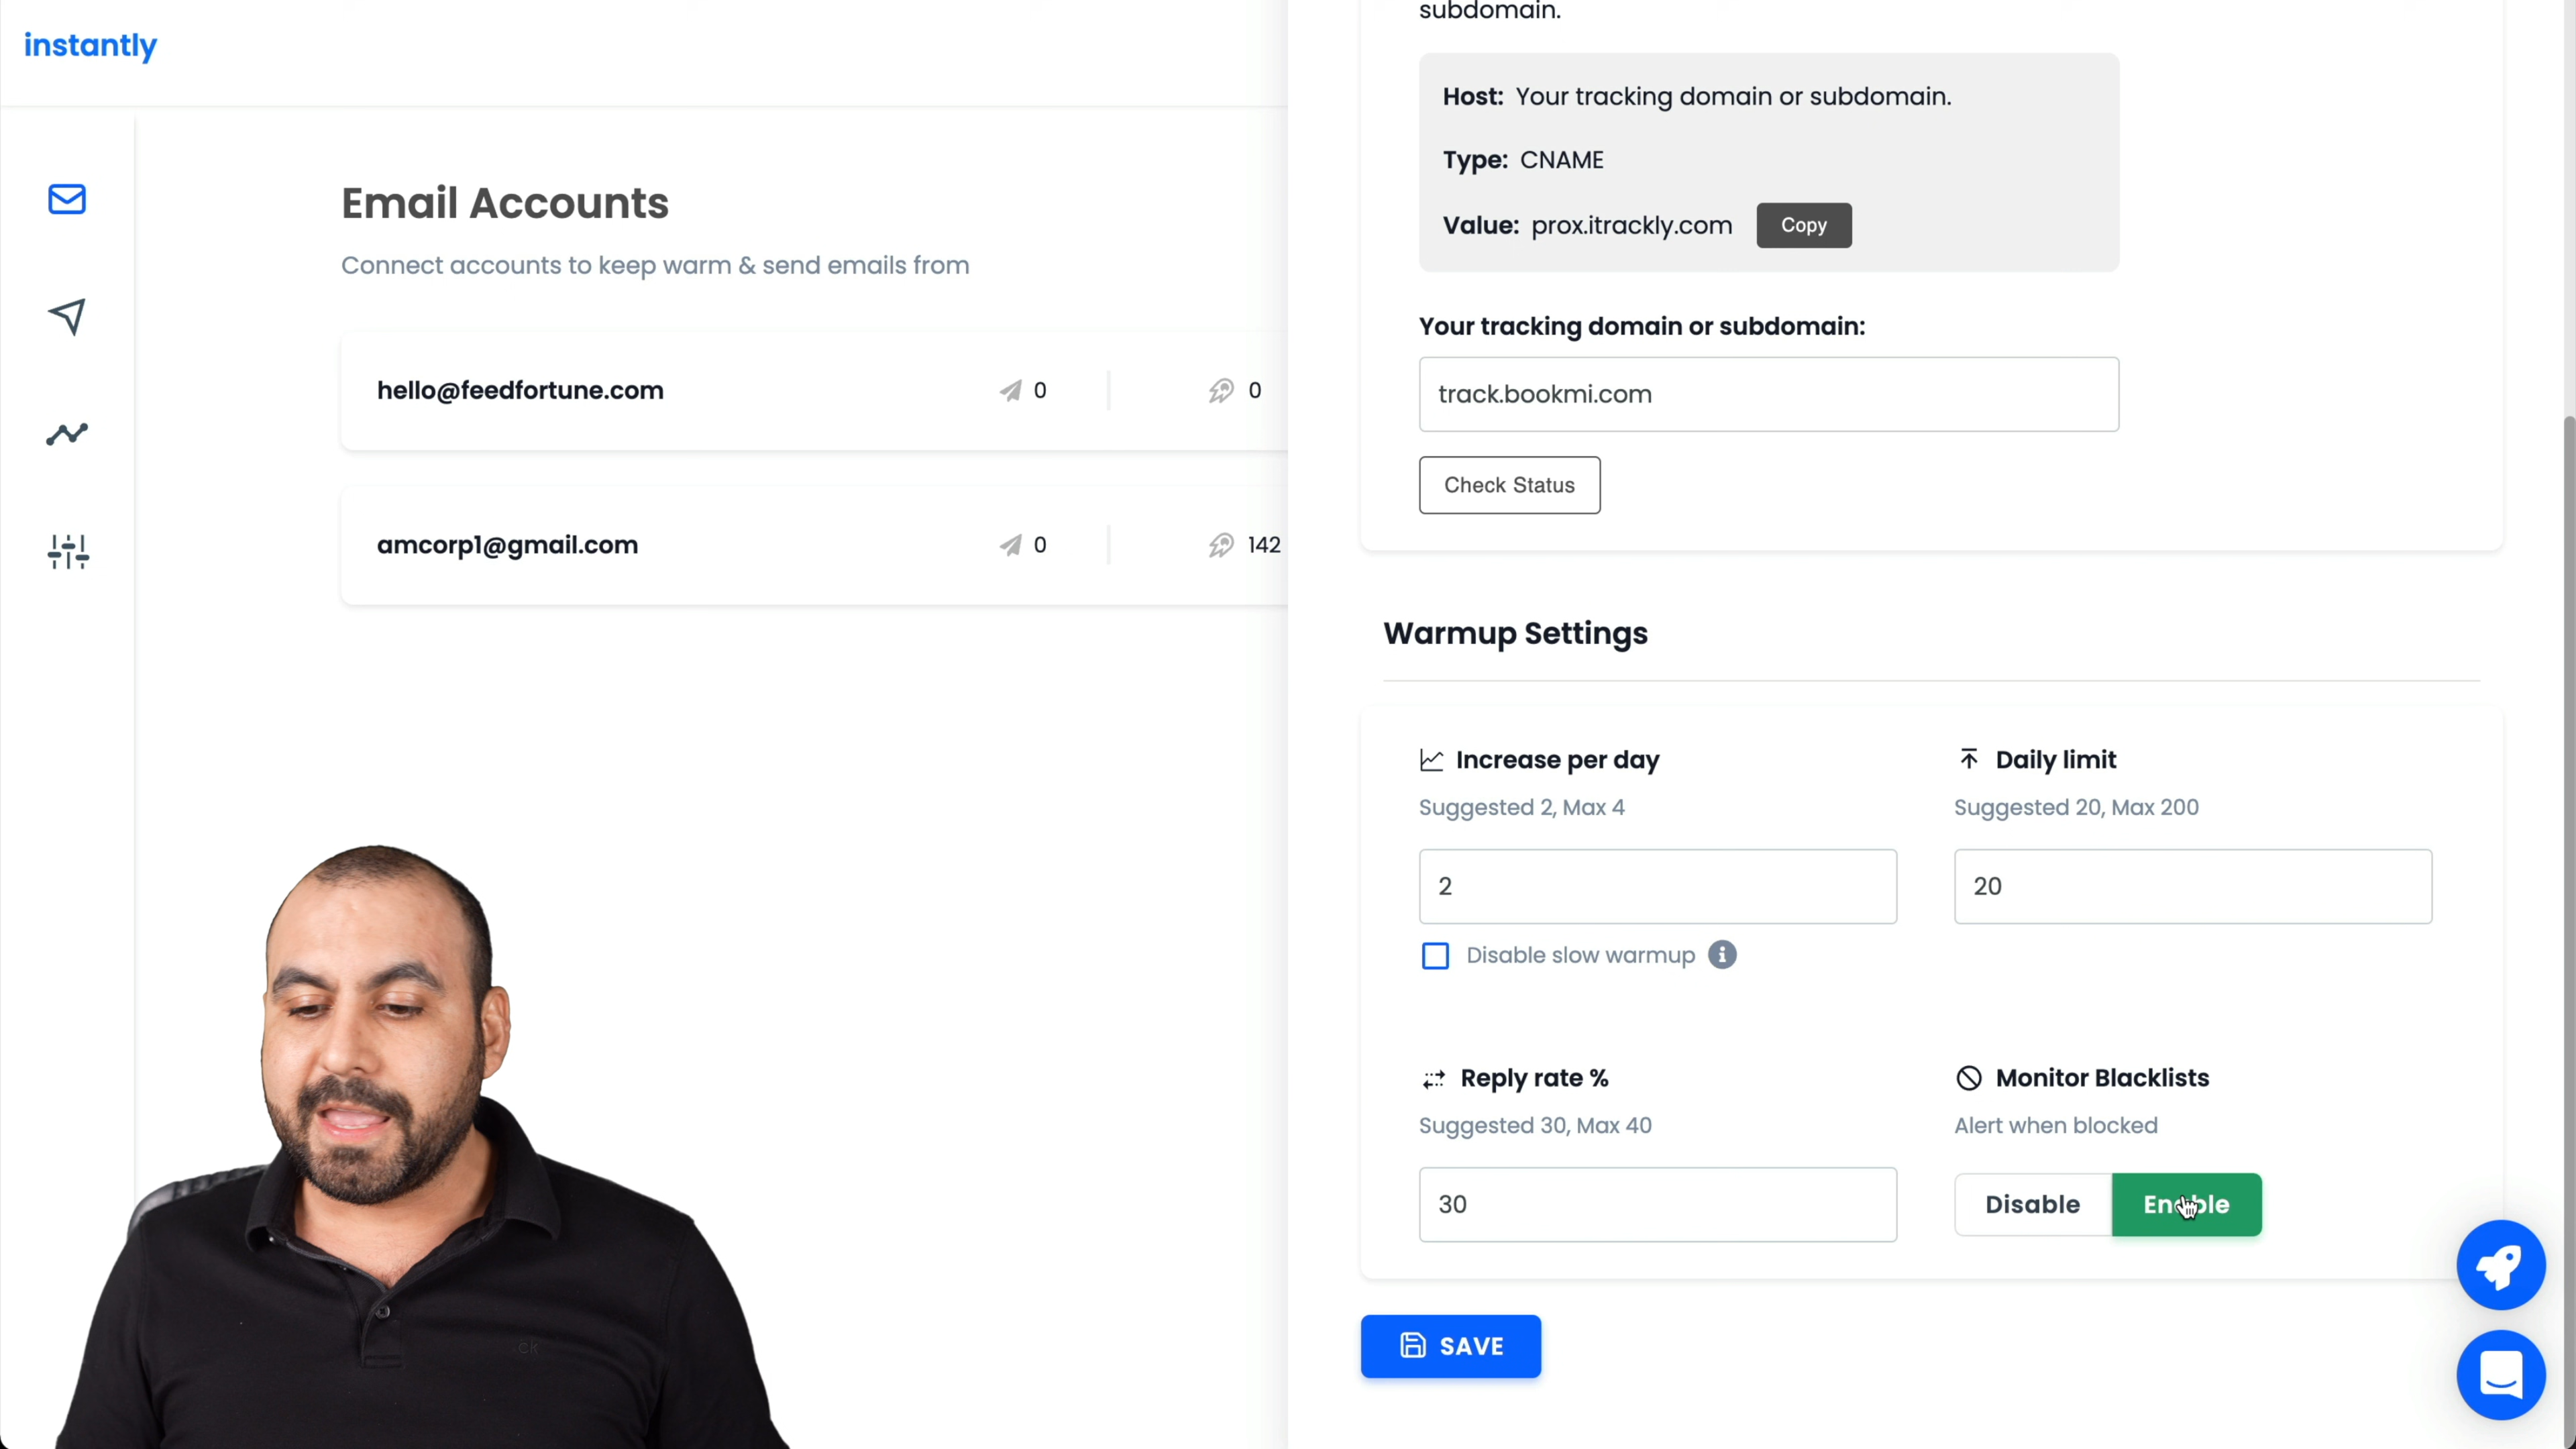 instantly
Email Accounts
Connect accounts to keep warm & send emails from
hello@feedfortune.com 0 0
amcorp1@gmail.com 0 142
subdomain.
Host: Your tracking domain or subdomain.
Type: CNAME
Value: prox.itrackly.com Copy
Your tracking domain or subdomain:
track.bookmi.com
Check Status
Warmup Settings
Increase per day Daily limit
Suggested 2, Max 4 Suggested 20, Max 200
2 20
Disable slow warmup
Reply rate % Monitor Blacklists
Suggested 30, Max 40 Alert when blocked
30 Disable Enable
SAVE
ck